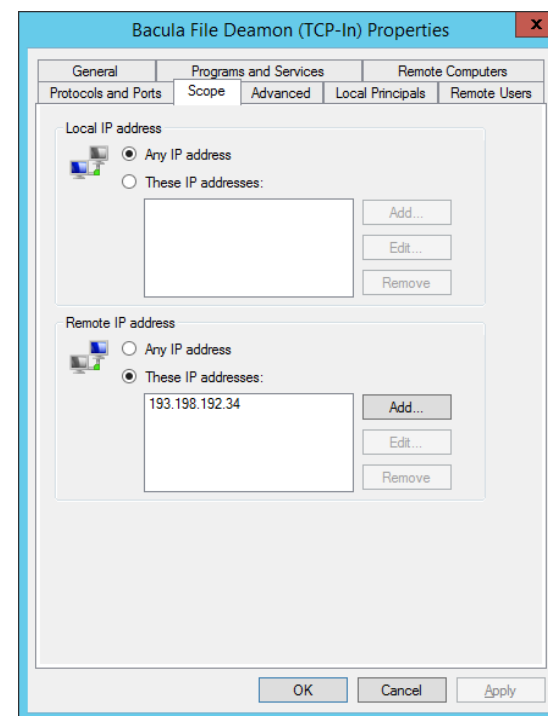 Bacula File Deamon (TCP-In) Properties
x
General Programs and Services Remote Computers
Protocols and Ports Scope Advanced Local Principals Remote Users
Local IP address
Any IP address
These IP addresses:
Add...
Edit...
Remove
Remote IP address
Any IP address
These IP addresses:
193.198.192.34
Add...
Edit...
Remove
OK Cancel Apply